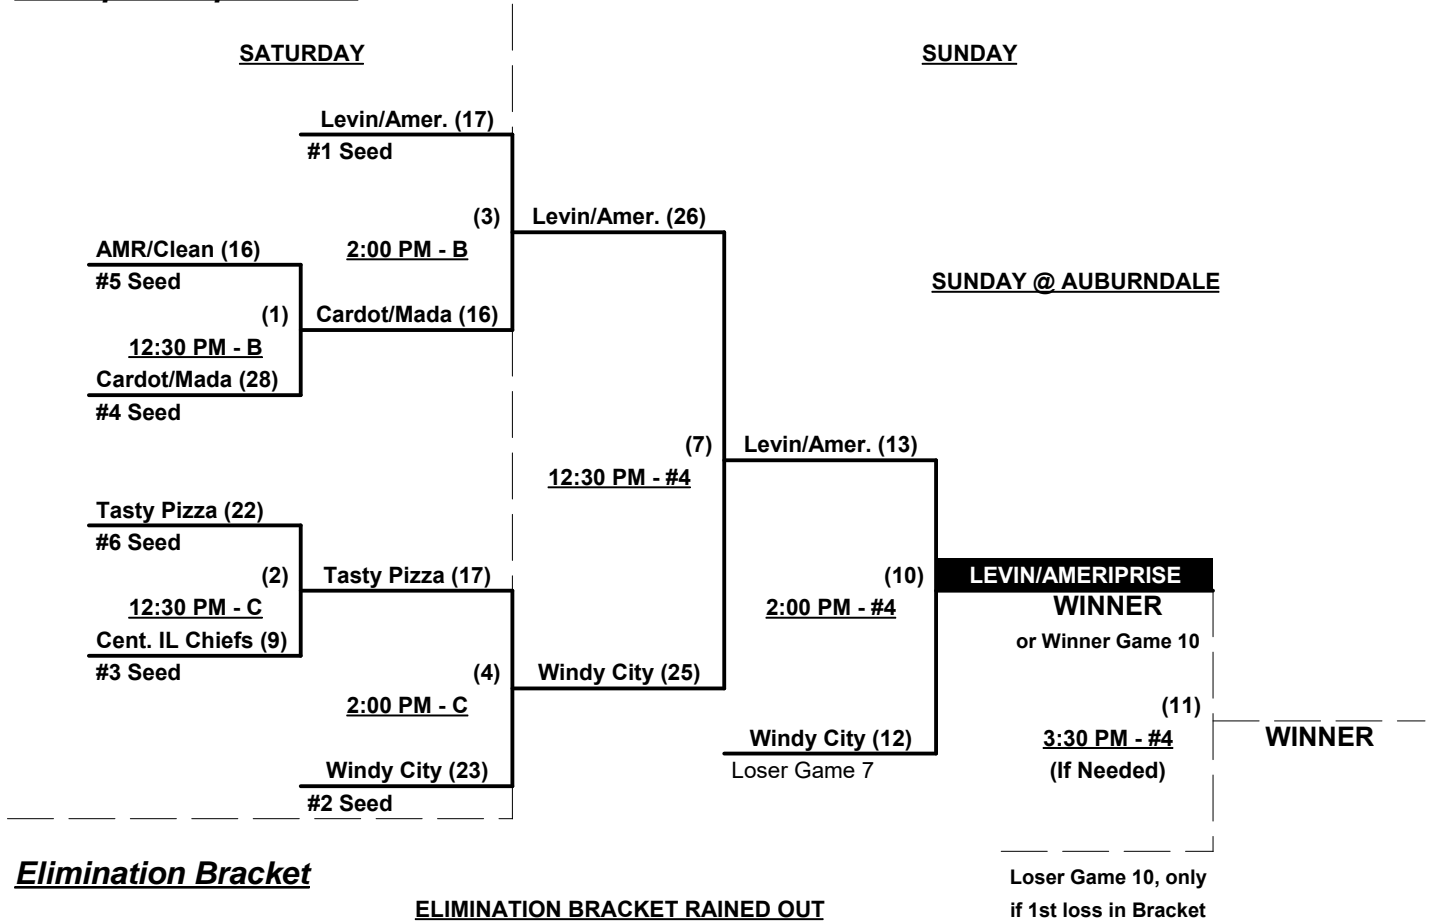 SATURDAY
SUNDAY
Levin/Amer. (17)
#1 Seed
(3)
Levin/Amer. (26)
AMR/Clean (16)
2:00 PM - B
#5 Seed
SUNDAY @ AUBURNDALE
(1)
Cardot/Mada (16)
12:30 PM - B
Cardot/Mada (28)
#4 Seed
(7)
Levin/Amer. (13)
12:30 PM - #4
Tasty Pizza (22)
#6 Seed
(2)
Tasty Pizza (17)
(10)
LEVIN/AMERIPRISE
12:30 PM - C
2:00 PM - #4
WINNER
Cent. IL Chiefs (9)
or Winner Game 10
#3 Seed
(4)
Windy City (25)
2:00 PM - C
(11)
Windy City (12)
3:30 PM - #4
WINNER
Windy City (23)
Loser Game 7
(If Needed)
#2 Seed
Elimination Bracket
Loser Game 10, only
ELIMINATION BRACKET RAINED OUT
if 1st loss in Bracket